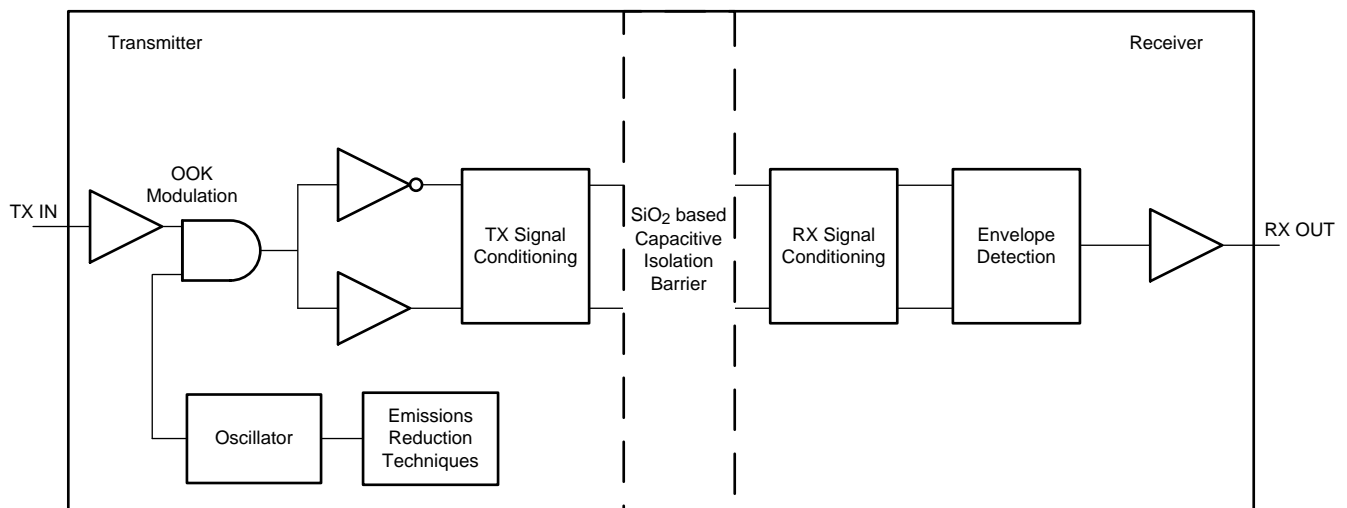 Transmitter
Receiver
OOK
Modulation
TX IN
TX Signal
Conditioning
SiO2 based
Capacitive
Isolation
Barrier
RX Signal
Conditioning
Envelope
Detection
RX OUT
Oscillator
Emissions
Reduction
Techniques